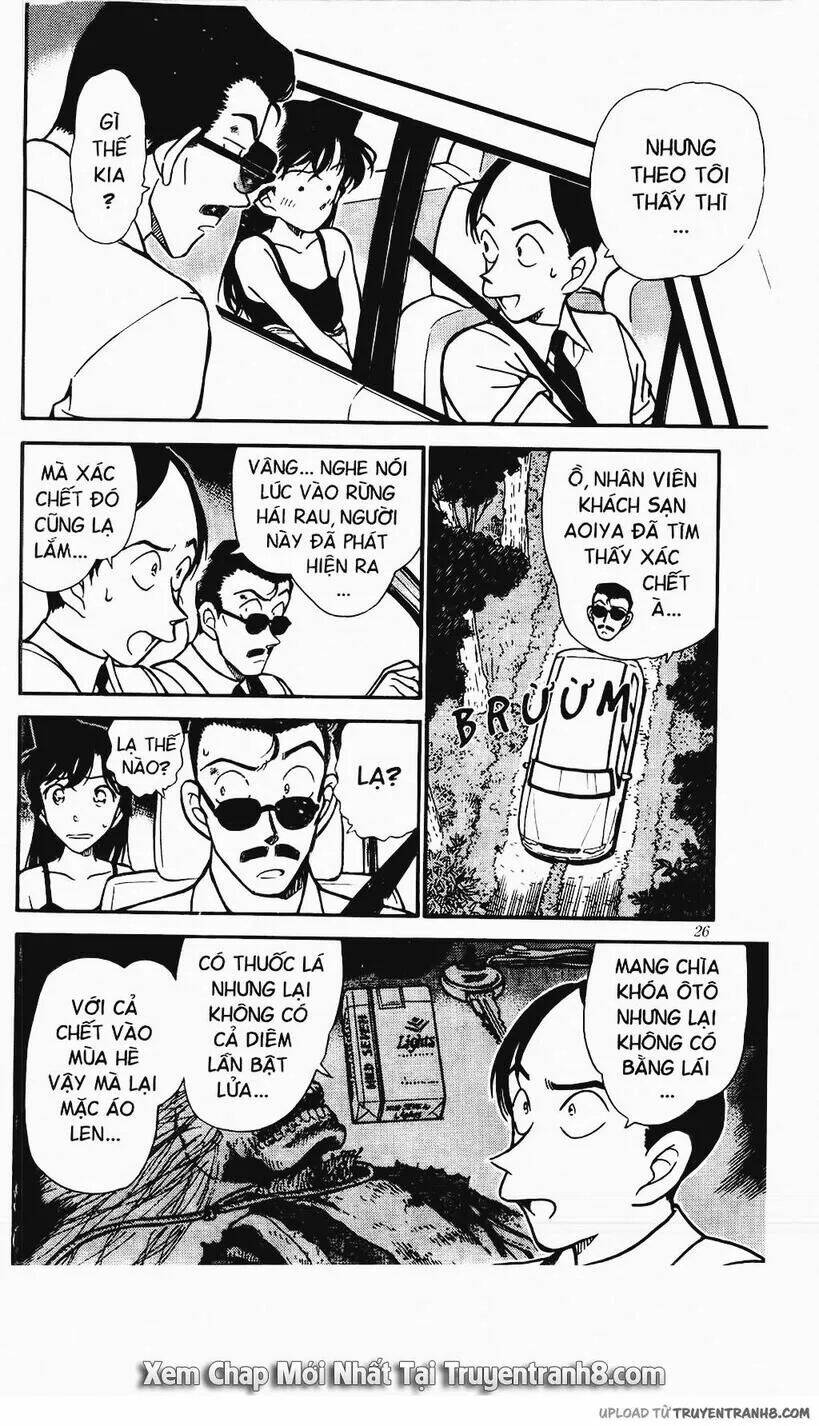 NHƯNG
THEO TÔI
THẤY THÌ
...
GÌ
THẾ
KIA
?
Ồ, NHÂN VIÊN
KHÁCH SẠN
AOIYA ĐÃ TÌM
THẤY XÁC
CHẾT
À...
BRỪỪM
VÂNG... NGHE NÓI
LÚC VÀO RỪNG
HÁI RAU, NGƯỜI
NÀY ĐÃ PHÁT
HIỆN RA
...
MÀ XÁC
CHẾT ĐÓ
CŨNG LẠ
LẮM...
LẠ?
LẠ THẾ
NÀO?
26
MANG CHÌA
KHÓA ÔTÔ
NHƯNG LẠI
KHÔNG CÓ
BẰNG LÁI
...
CÓ THUỐC LÁ
NHƯNG LẠI
KHÔNG CÓ
CẢ DIÊM
LẪN BẬT
LỬA...
MILD SEVEN
Lights
VỚI CẢ
CHẾT VÀO
MÙA HÈ
VẬY MÀ LẠI
MẶC ÁO
LEN...
Xem Chap Mới Nhất Tại Truyentranh8.com
UPLOAD TỪ TRUYENTRANH8.COM